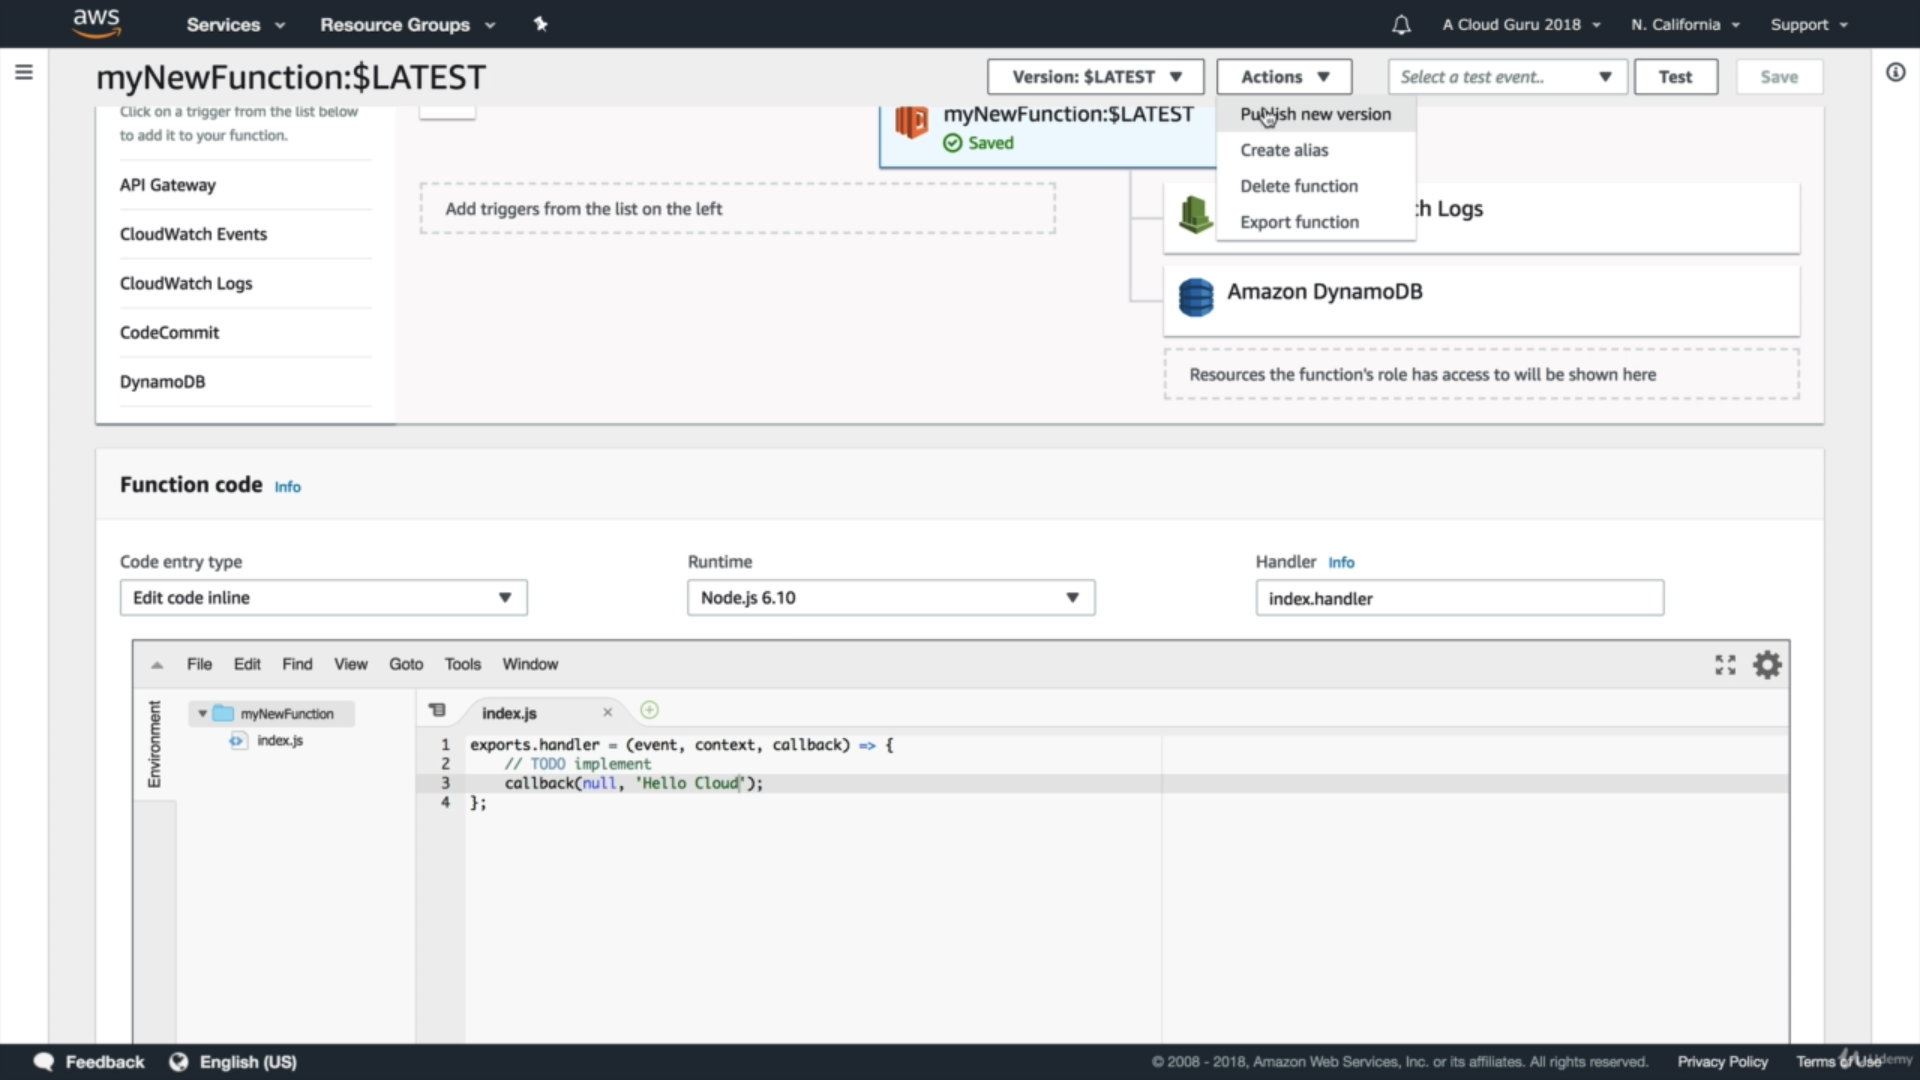 aws
Services
Resource Groups
A Cloud Guru 2018
N. California
Support
myNewFunction:$LATEST
Version: $LATEST
Actions
Select a test event..
Test
Save
Click on a trigger from the list below
to add it to your function.
myNewFunction:$LATEST
Saved
Publish new version
Create alias
Delete function
Export function
API Gateway
CloudWatch Events
CloudWatch Logs
CodeCommit
DynamoDB
Add triggers from the list on the left
ch Logs
Amazon DynamoDB
Resources the function's role has access to will be shown here
Function code Info
Code entry type
Edit code inline
Runtime
Node.js 6.10
Handler Info
index.handler
File Edit Find View Goto Tools Window
Environment
myNewFunction
index.js
index.js
1 exports.handler = (event, context, callback) => {
2 // TODO implement
3 callback(null, 'Hello Cloud');
4 };
Feedback
English (US)
© 2008 - 2018, Amazon Web Services, Inc. or its affiliates. All rights reserved.
Privacy Policy
Terms of Use
Udemy